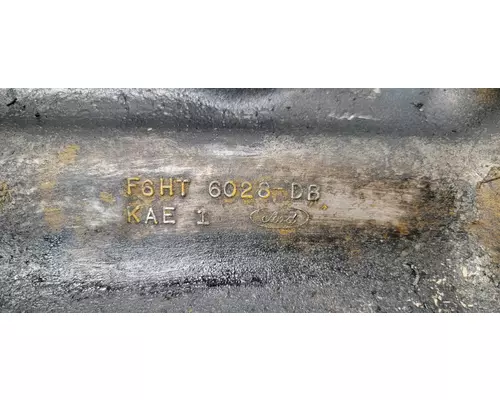 F6HT 6028-DB
KAE 1 Ford